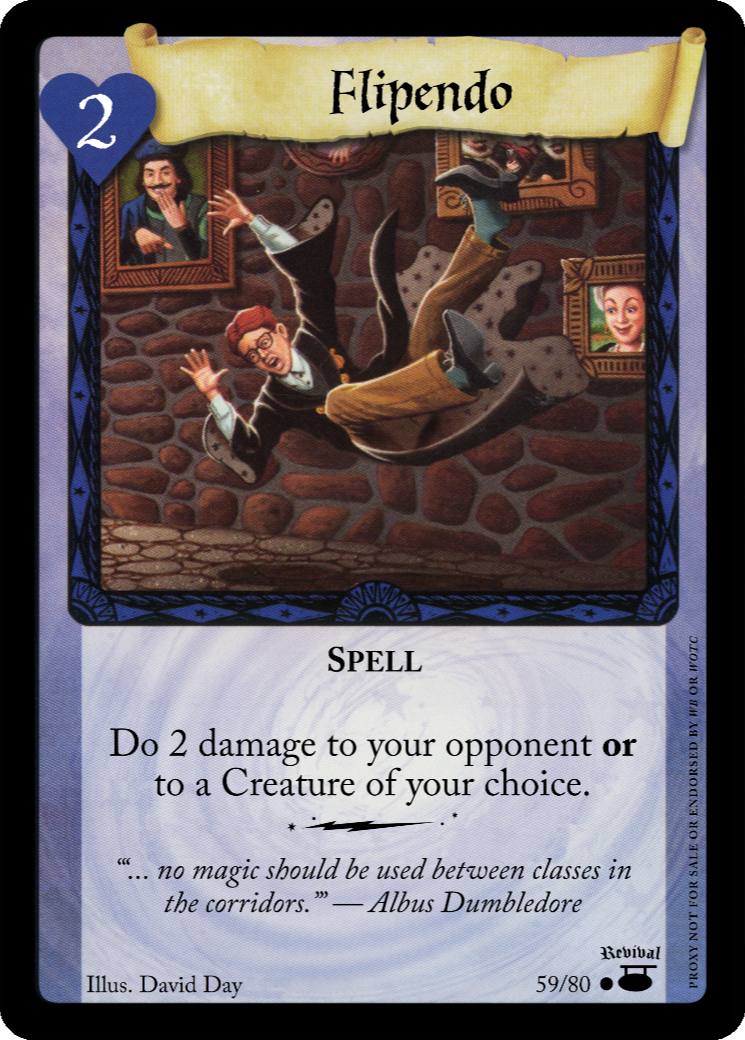 Flipendo
2
SPELL
Do 2 damage to your opponent or
to a Creature of your choice.
“‘... no magic should be used between classes in
the corridors.’” — Albus Dumbledore
Revival
Illus. David Day
59/80
PROXY NOT FOR SALE OR ENDORSED BY WB OR WOTC